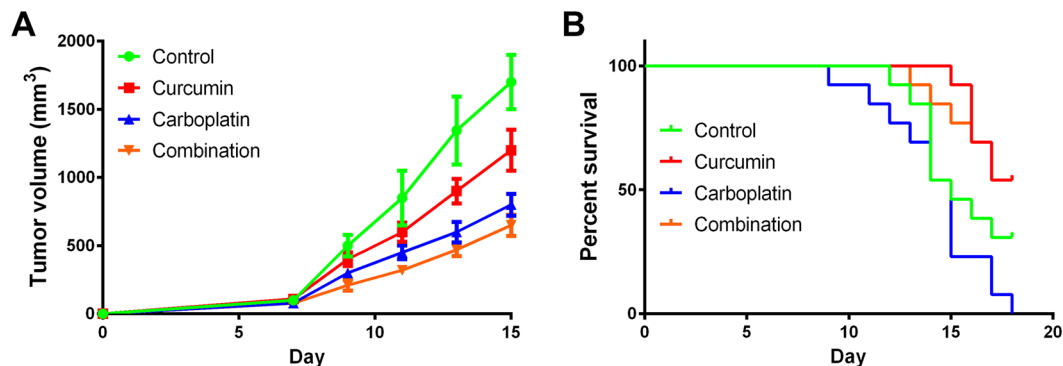 A
Tumor volume (mm³)
2000
1500
1000
500
0
Control
Curcumin
Carboplatin
Combination
0 5 10 15
Day
B
Percent survival
100
50
0
Control
Curcumin
Carboplatin
Combination
0 5 10 15 20
Day